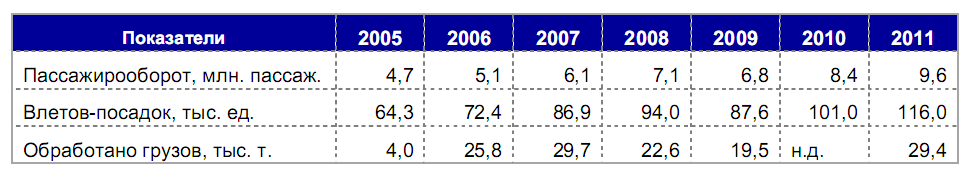 Показатели 2005 2006 2007 2008 2009 2010 2011
Пассажирооборот, млн. пассаж. 4,7 5,1 6,1 7,1 6,8 8,4 9,6
Влетов-посадок, тыс. ед. 64,3 72,4 86,9 94,0 87,6 101,0 116,0
Обработано грузов, тыс. т. 4,0 25,8 29,7 22,6 19,5 н.д. 29,4